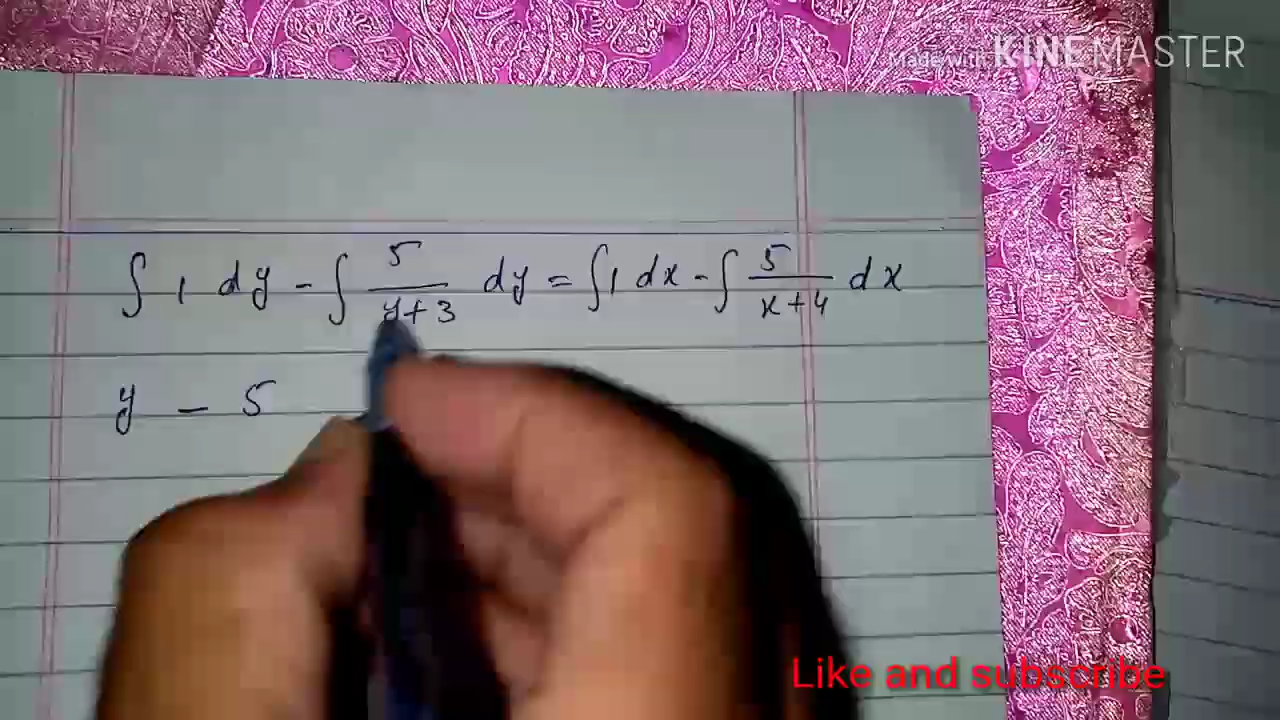 Made with KINEMASTER
∫ 1 dy - ∫ 5/(y+3) dy = ∫ 1 dx - ∫ 5/(x+4) dx
y - 5
Like and subscribe